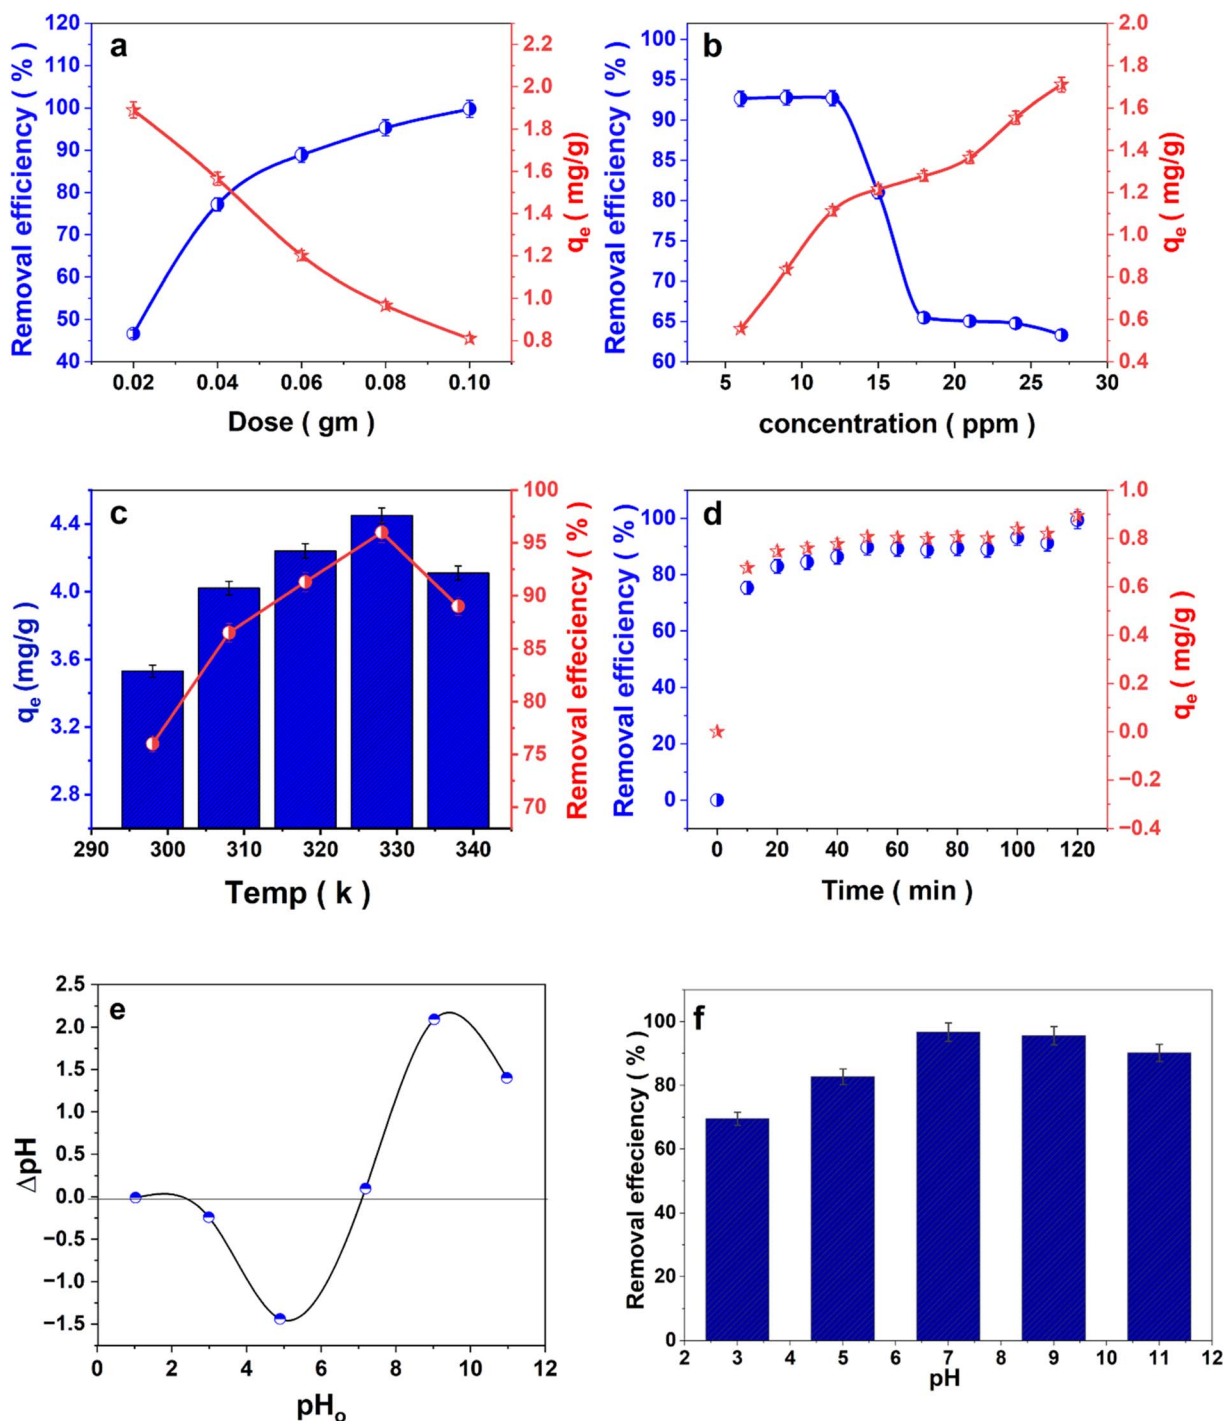 a
Removal efficiency ( % )
120
110
100
90
80
70
60
50
40
2.2
2.0
1.8
1.6
1.4
1.2
1.0
0.8
qe ( mg/g)
0.02 0.04 0.06 0.08 0.10
Dose ( gm )
b
Removal efficiency ( % )
100
95
90
85
80
75
70
65
60
2.0
1.8
1.6
1.4
1.2
1.0
0.8
0.6
0.4
qe ( mg/g)
5 10 15 20 25 30
concentration ( ppm )
c
qe (mg/g)
4.4
4.0
3.6
3.2
2.8
100
95
90
85
80
75
70
Removal effeciency ( % )
290 300 310 320 330 340
Temp ( k )
d
Removal efficiency ( % )
100
80
60
40
20
0
1.0
0.8
0.6
0.4
0.2
0.0
−0.2
−0.4
qe ( mg/g)
0 20 40 60 80 100 120
Time ( min )
e
ΔpH
2.5
2.0
1.5
1.0
0.5
0.0
−0.5
−1.0
−1.5
0 2 4 6 8 10 12
pHo
f
Removal effeciency ( % )
100
80
60
40
20
0
2 3 4 5 6 7 8 9 10 11 12
pH